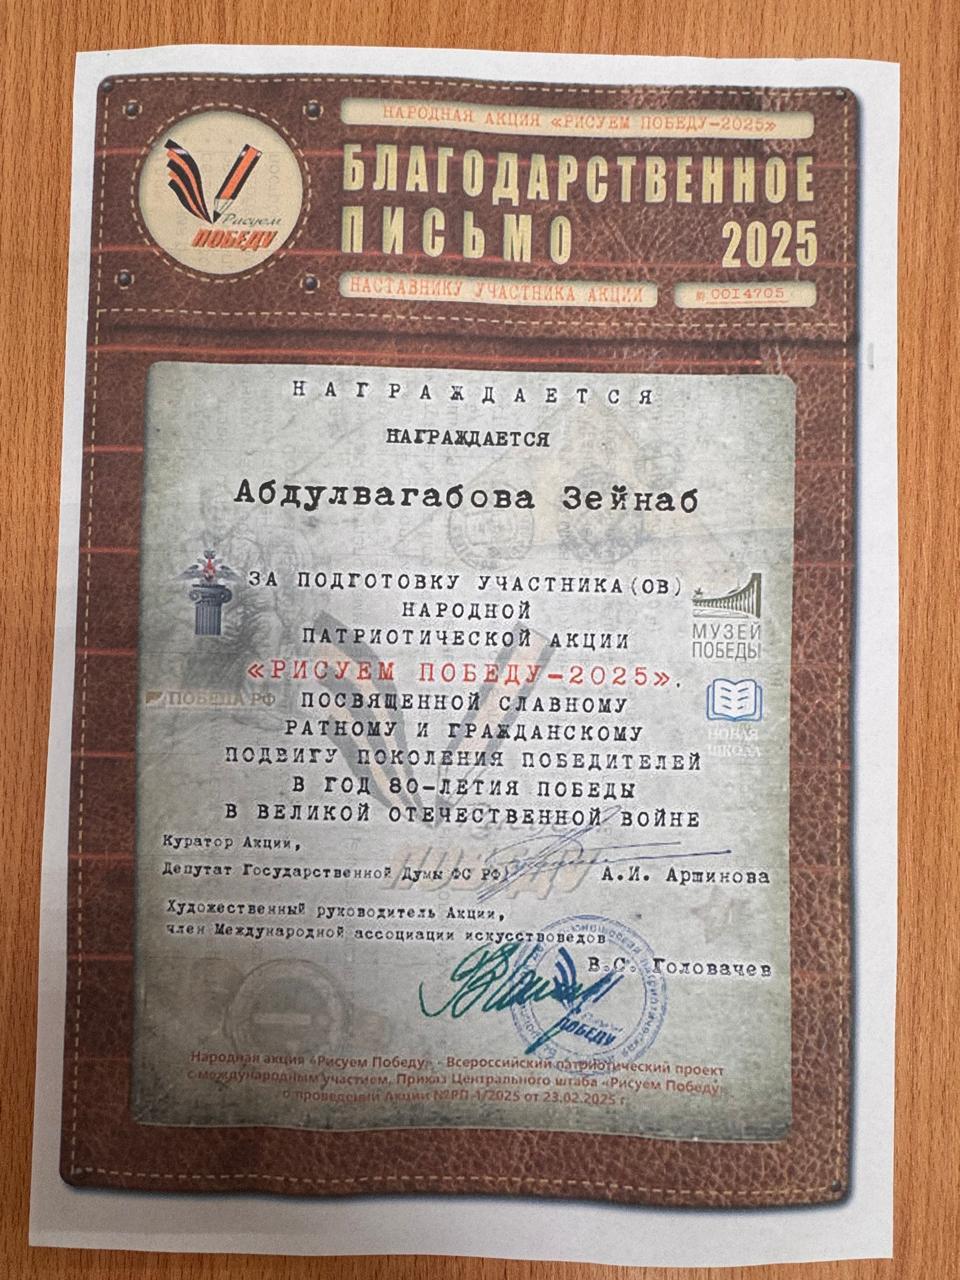 НАРОДНАЯ АКЦИЯ «РИСУЕМ ПОБЕДУ-2025»
БЛАГОДАРСТВЕННОЕ
ПИСЬМО 2025
Рисуем
ПОБЕДУ
НАСТАВНИКУ УЧАСТНИКА АКЦИИ
№ 0014705
НАГРАЖДАЕТСЯ
НАГРАЖДАЕТСЯ
Абдулвагабова Зейнаб
ЗА ПОДГОТОВКУ УЧАСТНИКА(ОВ)
НАРОДНОЙ
ПАТРИОТИЧЕСКОЙ АКЦИИ
«РИСУЕМ ПОБЕДУ-2025».
ПОСВЯЩЕННОЙ СЛАВНОМУ
РАТНОМУ И ГРАЖДАНСКОМУ
ПОДВИГУ ПОКОЛЕНИЯ ПОБЕДИТЕЛЕЙ
В ГОД 80-ЛЕТИЯ ПОБЕДЫ
В ВЕЛИКОЙ ОТЕЧЕСТВЕННОЙ ВОЙНЕ
МУЗЕЙ
ПОБЕДЫ
ПОБЕДА РФ
НОВАЯ
ШКОЛА
Куратор Акции,
Депутат Государственной Думы ФС РФ
А.И. Аршинова
Художественный руководитель Акции,
член Международной ассоциации искусствоведов
В.С. Головачев
ПОБЕДУ
Народная акция «Рисуем Победу» - Всероссийский патриотический проект
с международным участием. Приказ Центрального штаба «Рисуем Победу»
о проведении Акции №РП-1/2025 от 23.02.2025 г.